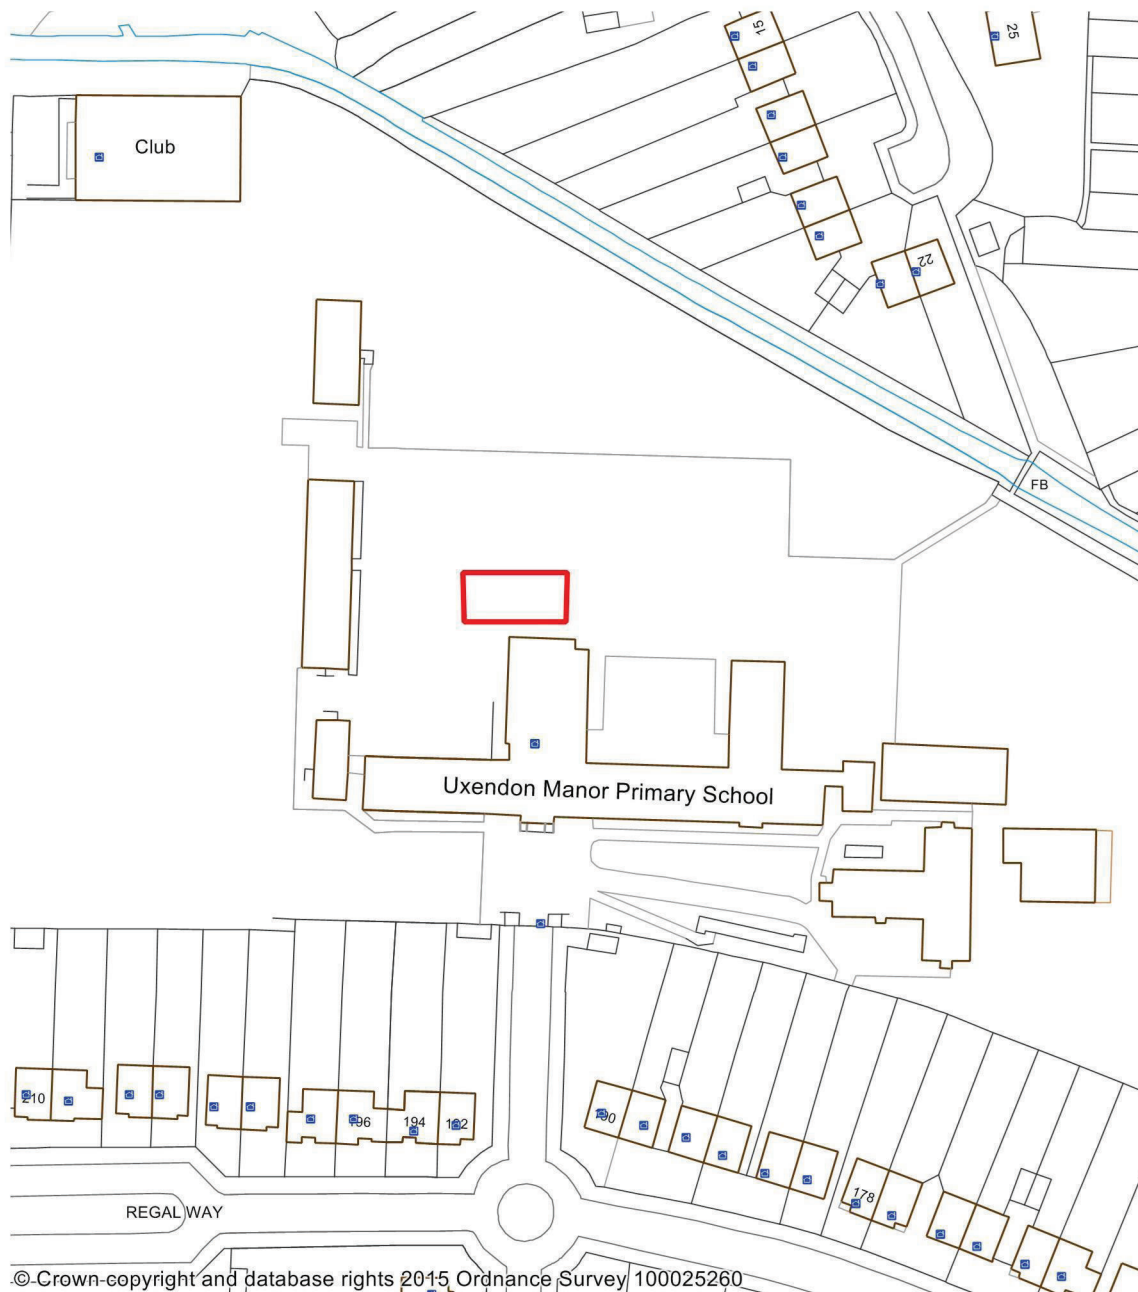 15
25
Club
22
FB
Uxendon Manor Primary School
210
196
194
192
190
178
REGAL WAY
© Crown copyright and database rights 2015 Ordnance Survey 100025260